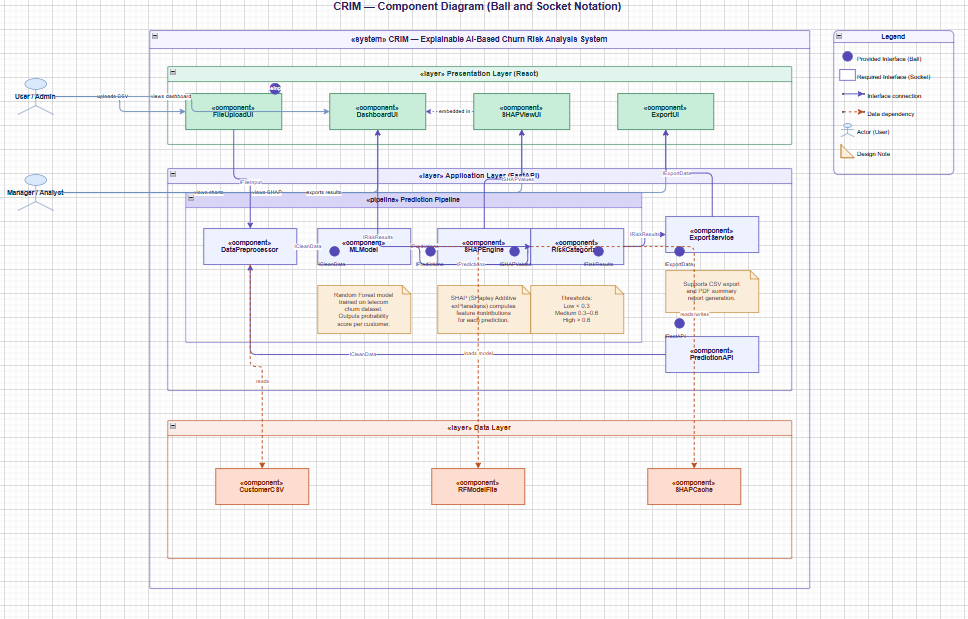 CRIM — Component Diagram (Ball and Socket Notation)
«system» CRIM — Explainable AI-Based Churn Risk Analysis System
Legend
Provided Interface (Ball)
Required Interface (Socket)
Interface connection
Data dependency
Actor (User)
Design Note
«layer» Presentation Layer (React)
User / Admin
uploads CSV
views dashboard
«component»
FileUploadUI
«component»
DashboardUI
embedded in
«component»
SHAPViewUI
«component»
ExportUI
Manager / Analyst
views charts
views SHAP
exports results
«layer» Application Layer (FastAPI)
IFileInput
ISHAPValues
IExportData
«pipeline» Prediction Pipeline
«component»
DataPreprocessor
ICleanData
ICleanData
IRiskResults
«component»
MLModel
IPredictions
IPredictions
«component»
SHAPEngine
ISHAPValues
«component»
RiskCategorizer
IRiskResults
IRiskResults
«component»
ExportService
IExportData
Random Forest model
trained on telecom
churn dataset.
Outputs probability
score per customer.
SHAP (SHapley Additive
exPlanations) computes
feature contributions
for each prediction.
Thresholds:
Low < 0.3
Medium 0.3–0.6
High > 0.6
Supports CSV export
and PDF summary
report generation.
reads/writes
«component»
PredictionAPI
ICleanData
loads model
reads
«layer» Data Layer
«component»
CustomerCSV
«component»
RFModelFile
«component»
SHAPCache